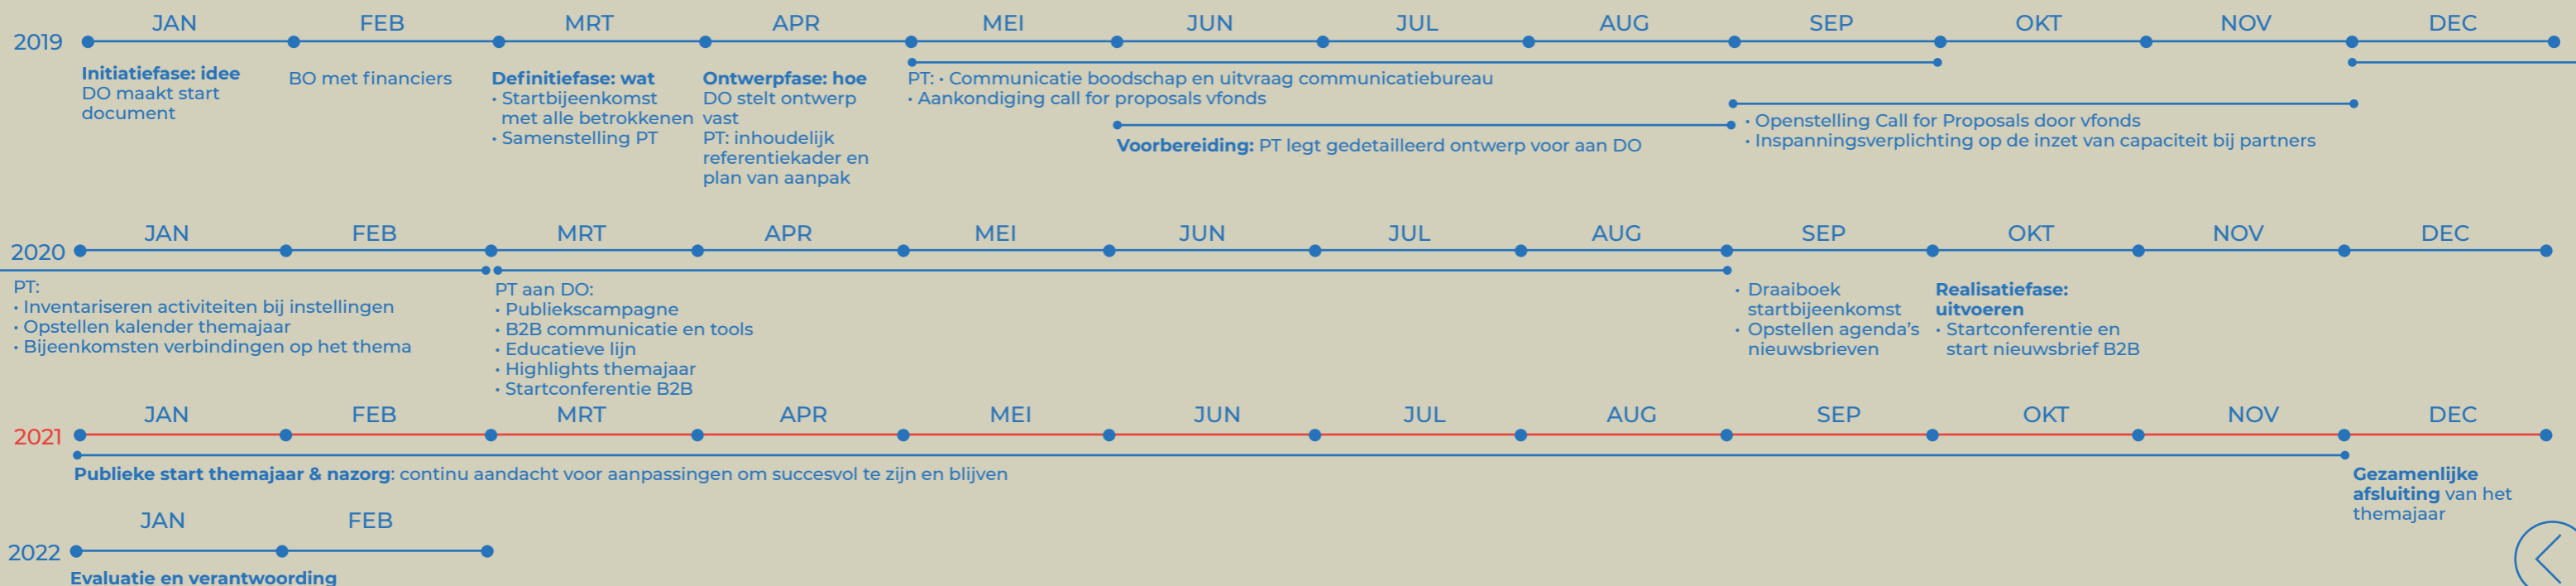 JAN FEB MRT APR MEI JUN JUL AUG SEP OKT NOV DEC
2019
Initiatiefase: idee
DO maakt start
document
BO met financiers
Definitiefase: wat
• Startbijeenkomst
met alle betrokkenen
• Samenstelling PT
Ontwerpfase: hoe
DO stelt ontwerp
vast
PT: inhoudelijk
referentiekader en
plan van aanpak
PT: • Communicatie boodschap en uitvraag communicatiebureau
• Aankondiging call for proposals vfonds
Voorbereiding: PT legt gedetailleerd ontwerp voor aan DO
• Openstelling Call for Proposals door vfonds
• Inspanningsverplichting op de inzet van capaciteit bij partners
JAN FEB MRT APR MEI JUN JUL AUG SEP OKT NOV DEC
2020
PT:
• Inventariseren activiteiten bij instellingen
• Opstellen kalender themajaar
• Bijeenkomsten verbindingen op het thema
PT aan DO:
• Publiekscampagne
• B2B communicatie en tools
• Educatieve lijn
• Highlights themajaar
• Startconferentie B2B
• Draaiboek
startbijeenkomst
• Opstellen agenda’s
nieuwsbrieven
Realisatiefase:
uitvoeren
• Startconferentie en
start nieuwsbrief B2B
JAN FEB MRT APR MEI JUN JUL AUG SEP OKT NOV DEC
2021
Publieke start themajaar & nazorg: continu aandacht voor aanpassingen om succesvol te zijn en blijven
Gezamenlijke
afsluiting van het
themajaar
JAN FEB
2022
Evaluatie en verantwoording